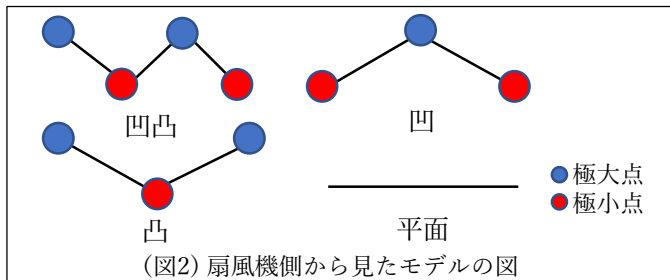 凹凸
凹
凸
平面
極大点
極小点
(図2) 扇風機側から見たモデルの図